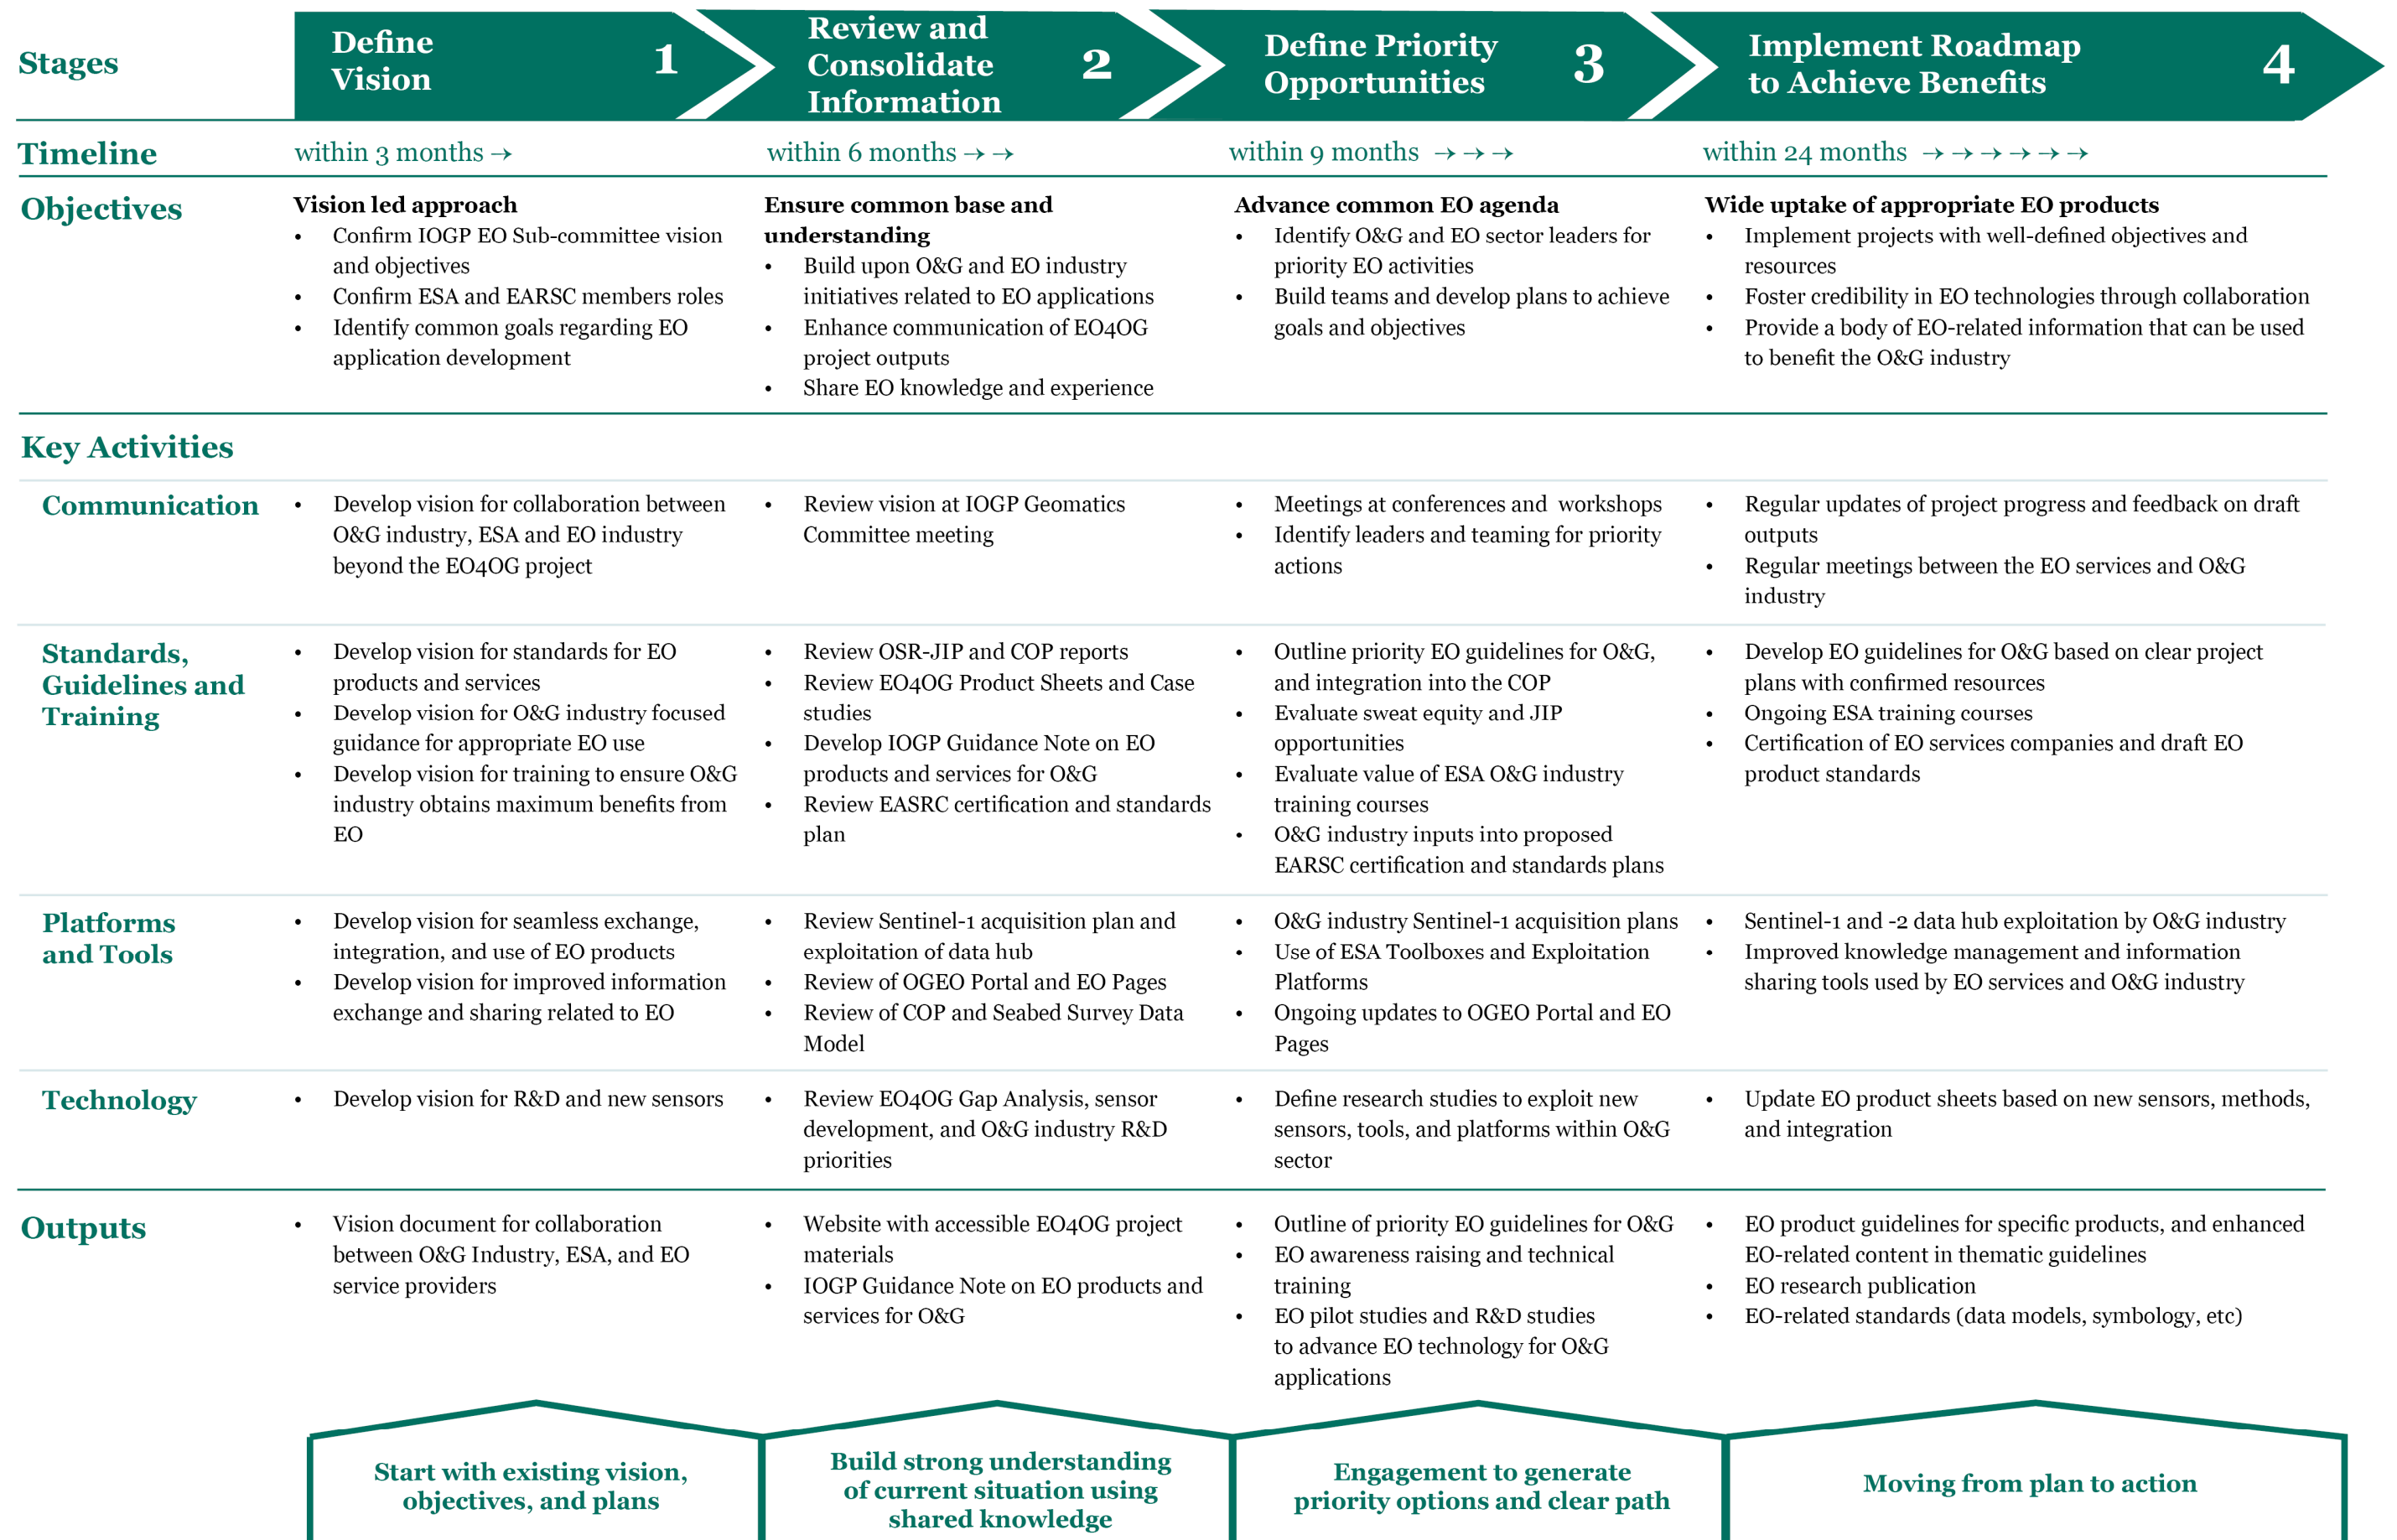 Stages
Define
Vision
1
Review and
Consolidate
Information
2
Define Priority
Opportunities
3
Implement Roadmap
to Achieve Benefits
4
Timeline
within 3 months →
within 6 months → →
within 9 months → → →
within 24 months → → → → → →
Objectives
Vision led approach
• Confirm IOGP EO Sub-committee vision
and objectives
• Confirm ESA and EARSC members roles
• Identify common goals regarding EO
application development
Ensure common base and
understanding
• Build upon O&G and EO industry
initiatives related to EO applications
• Enhance communication of EO4OG
project outputs
• Share EO knowledge and experience
Advance common EO agenda
• Identify O&G and EO sector leaders for
priority EO activities
• Build teams and develop plans to achieve
goals and objectives
Wide uptake of appropriate EO products
• Implement projects with well-defined objectives and
resources
• Foster credibility in EO technologies through collaboration
• Provide a body of EO-related information that can be used
to benefit the O&G industry
Key Activities
Communication
• Develop vision for collaboration between
O&G industry, ESA and EO industry
beyond the EO4OG project
• Review vision at IOGP Geomatics
Committee meeting
• Meetings at conferences and workshops
• Identify leaders and teaming for priority
actions
• Regular updates of project progress and feedback on draft
outputs
• Regular meetings between the EO services and O&G
industry
Standards,
Guidelines and
Training
• Develop vision for standards for EO
products and services
• Develop vision for O&G industry focused
guidance for appropriate EO use
• Develop vision for training to ensure O&G
industry obtains maximum benefits from
EO
• Review OSR-JIP and COP reports
• Review EO4OG Product Sheets and Case
studies
• Develop IOGP Guidance Note on EO
products and services for O&G
• Review EASRC certification and standards
plan
• Outline priority EO guidelines for O&G,
and integration into the COP
• Evaluate sweat equity and JIP
opportunities
• Evaluate value of ESA O&G industry
training courses
• O&G industry inputs into proposed
EARSC certification and standards plans
• Develop EO guidelines for O&G based on clear project
plans with confirmed resources
• Ongoing ESA training courses
• Certification of EO services companies and draft EO
product standards
Platforms
and Tools
• Develop vision for seamless exchange,
integration, and use of EO products
• Develop vision for improved information
exchange and sharing related to EO
• Review Sentinel-1 acquisition plan and
exploitation of data hub
• Review of OGEO Portal and EO Pages
• Review of COP and Seabed Survey Data
Model
• O&G industry Sentinel-1 acquisition plans
• Use of ESA Toolboxes and Exploitation
Platforms
• Ongoing updates to OGEO Portal and EO
Pages
• Sentinel-1 and -2 data hub exploitation by O&G industry
• Improved knowledge management and information
sharing tools used by EO services and O&G industry
Technology
• Develop vision for R&D and new sensors
• Review EO4OG Gap Analysis, sensor
development, and O&G industry R&D
priorities
• Define research studies to exploit new
sensors, tools, and platforms within O&G
sector
• Update EO product sheets based on new sensors, methods,
and integration
Outputs
• Vision document for collaboration
between O&G Industry, ESA, and EO
service providers
• Website with accessible EO4OG project
materials
• IOGP Guidance Note on EO products and
services for O&G
• Outline of priority EO guidelines for O&G
• EO awareness raising and technical
training
• EO pilot studies and R&D studies
to advance EO technology for O&G
applications
• EO product guidelines for specific products, and enhanced
EO-related content in thematic guidelines
• EO research publication
• EO-related standards (data models, symbology, etc)
Start with existing vision,
objectives, and plans
Build strong understanding
of current situation using
shared knowledge
Engagement to generate
priority options and clear path
Moving from plan to action